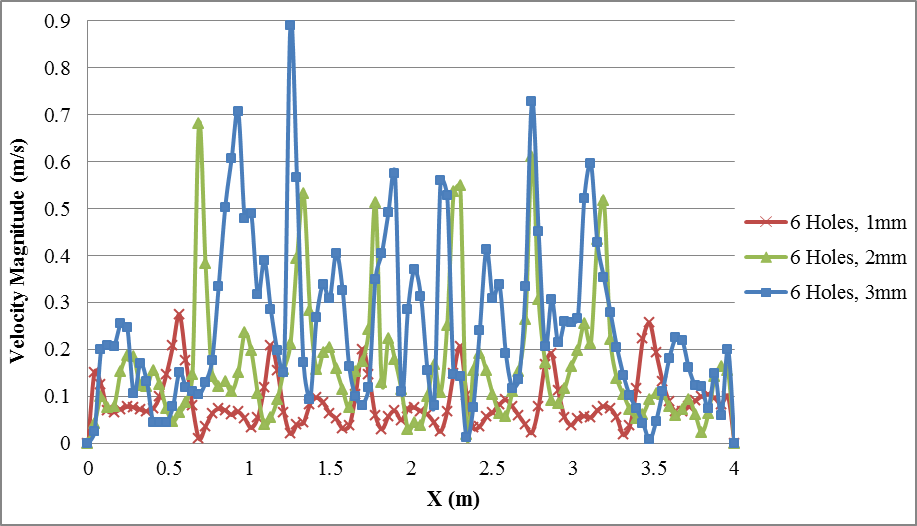 0.9
0.8
0.7
0.6
0.5
0.4
0.3
0.2
0.1
0
Velocity Magnitude (m/s)
0 0.5 1 1.5 2 2.5 3 3.5 4
X (m)
6 Holes, 1mm
6 Holes, 2mm
6 Holes, 3mm